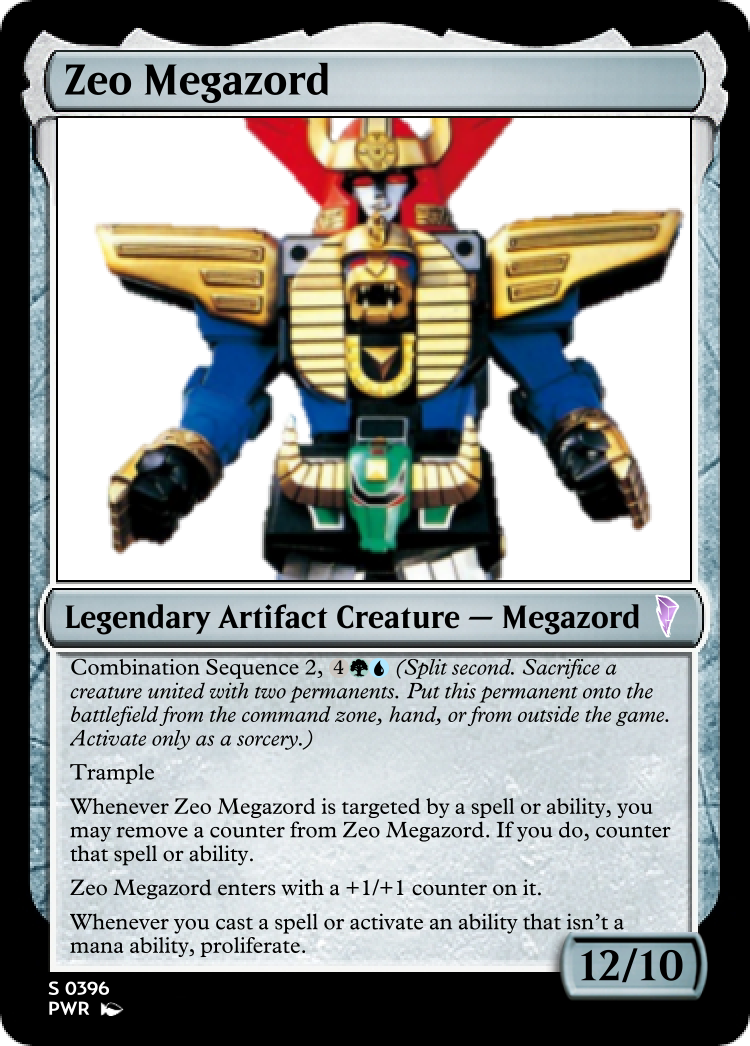 Zeo Megazord
Legendary Artifact Creature — Megazord
Combination Sequence 2, 4 (Split second. Sacrifice a
creature united with two permanents. Put this permanent onto the
battlefield from the command zone, hand, or from outside the game.
Activate only as a sorcery.)
Trample
Whenever Zeo Megazord is targeted by a spell or ability, you
may remove a counter from Zeo Megazord. If you do, counter
that spell or ability.
Zeo Megazord enters with a +1/+1 counter on it.
Whenever you cast a spell or activate an ability that isn't a
mana ability, proliferate.
12/10
S 0396
PWR